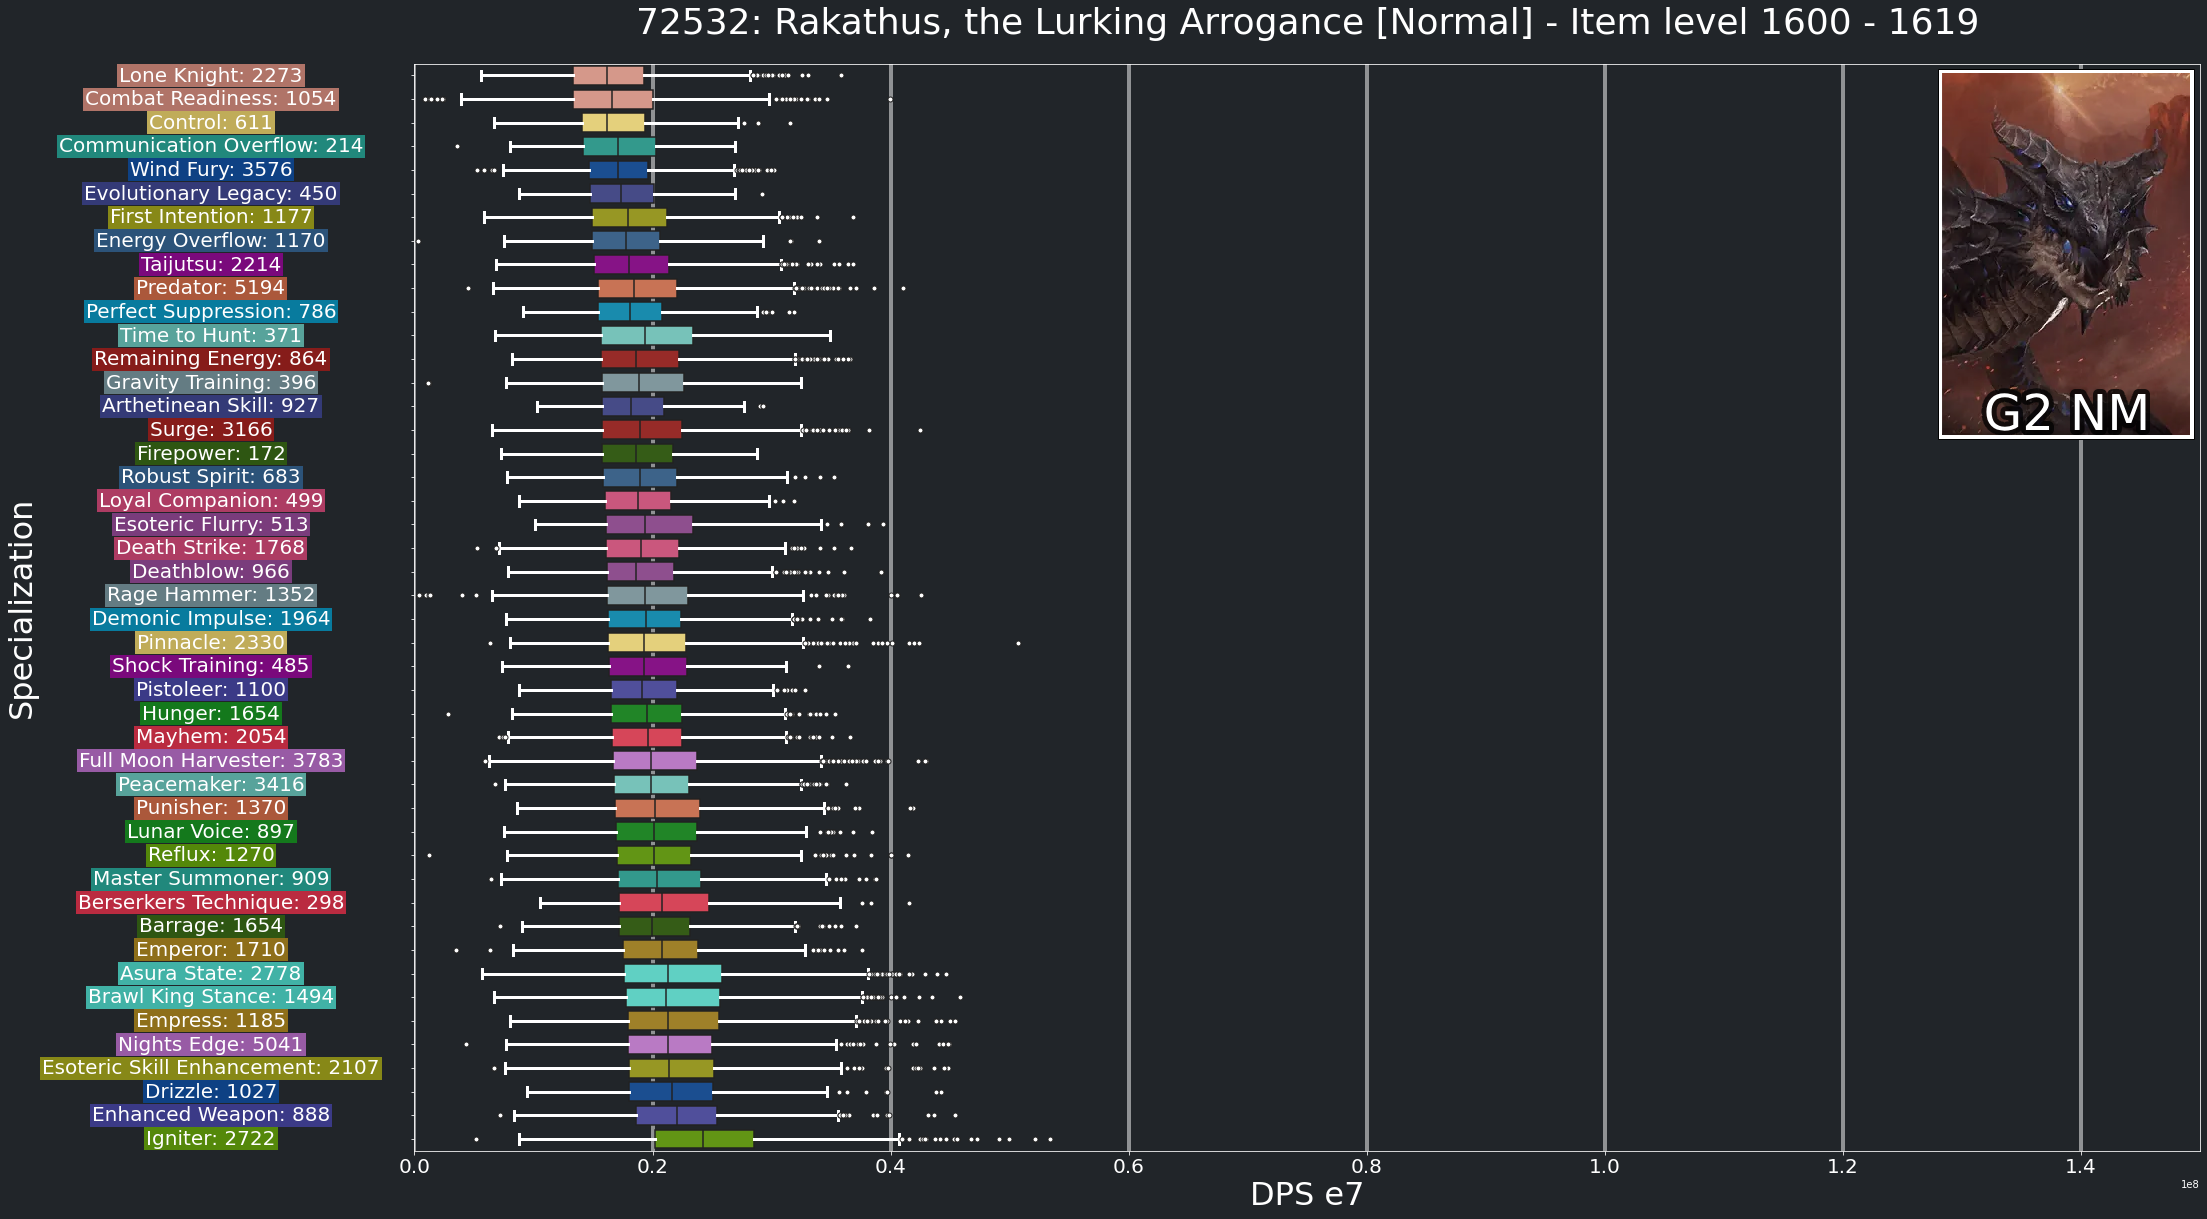 72532: Rakathus, the Lurking Arrogance [Normal] - Item level 1600 - 1619
Specialization
Lone Knight: 2273
Combat Readiness: 1054
Control: 611
Communication Overflow: 214
Wind Fury: 3576
Evolutionary Legacy: 450
First Intention: 1177
Energy Overflow: 1170
Taijutsu: 2214
Predator: 5194
Perfect Suppression: 786
Time to Hunt: 371
Remaining Energy: 864
Gravity Training: 396
Arthetinean Skill: 927
Surge: 3166
Firepower: 172
Robust Spirit: 683
Loyal Companion: 499
Esoteric Flurry: 513
Death Strike: 1768
Deathblow: 966
Rage Hammer: 1352
Demonic Impulse: 1964
Pinnacle: 2330
Shock Training: 485
Pistoleer: 1100
Hunger: 1654
Mayhem: 2054
Full Moon Harvester: 3783
Peacemaker: 3416
Punisher: 1370
Lunar Voice: 897
Reflux: 1270
Master Summoner: 909
Berserkers Technique: 298
Barrage: 1654
Emperor: 1710
Asura State: 2778
Brawl King Stance: 1494
Empress: 1185
Nights Edge: 5041
Esoteric Skill Enhancement: 2107
Drizzle: 1027
Enhanced Weapon: 888
Igniter: 2722
G2 NM
0.0 0.2 0.4 0.6 0.8 1.0 1.2 1.4
1e8
DPS e7